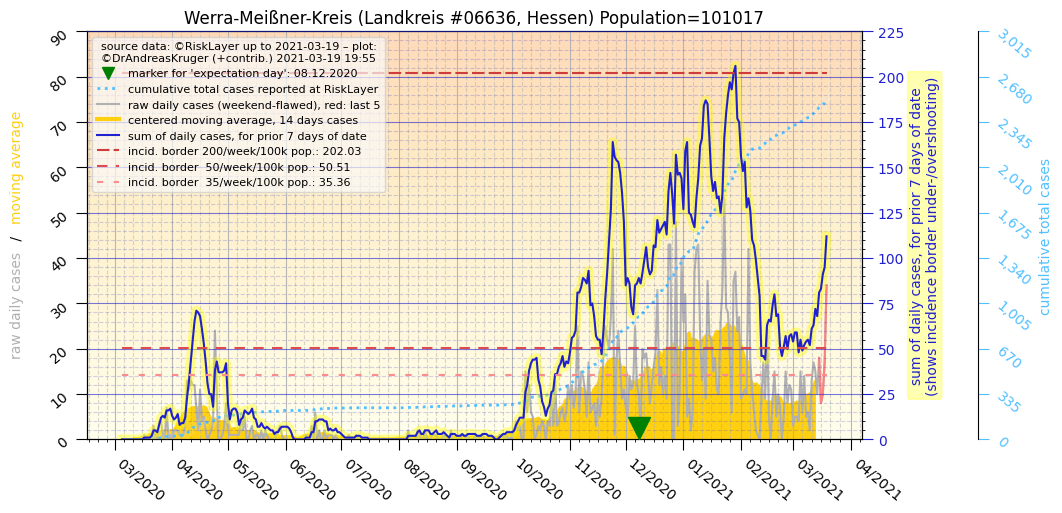 Werra-Meißner-Kreis (Landkreis #06636, Hessen) Population=101017
source data: ©RiskLayer up to 2021-03-19 – plot:
©DrAndreasKruger (+contrib.) 2021-03-19 19:55
marker for 'expectation day': 08.12.2020
cumulative total cases reported at RiskLayer
raw daily cases (weekend-flawed), red: last 5
centered moving average, 14 days cases
sum of daily cases, for prior 7 days of date
incid. border 200/week/100k pop.: 202.03
incid. border  50/week/100k pop.: 50.51
incid. border  35/week/100k pop.: 35.36
raw daily cases / moving average
90
80
70
60
50
40
30
20
10
0
03/2020
04/2020
05/2020
06/2020
07/2020
08/2020
09/2020
10/2020
11/2020
12/2020
01/2021
02/2021
03/2021
04/2021
225
200
175
150
125
100
75
50
25
0
sum of daily cases, for prior 7 days of date
(shows incidence border under-/overshooting)
3,015
2,680
2,345
2,010
1,675
1,340
1,005
670
335
0
cumulative total cases